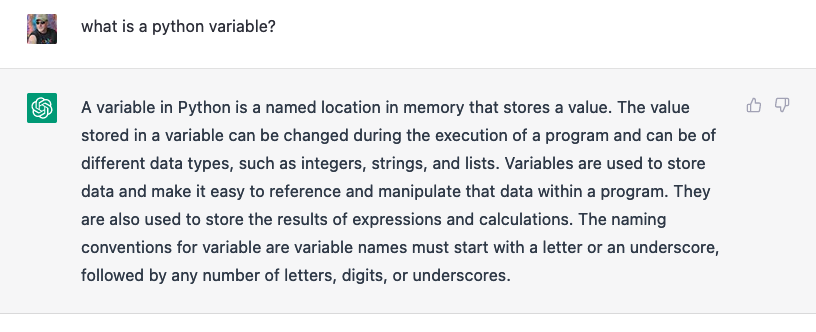 what is a python variable?
A variable in Python is a named location in memory that stores a value. The value
stored in a variable can be changed during the execution of a program and can be of
different data types, such as integers, strings, and lists. Variables are used to store
data and make it easy to reference and manipulate that data within a program. They
are also used to store the results of expressions and calculations. The naming
conventions for variable are variable names must start with a letter or an underscore,
followed by any number of letters, digits, or underscores.